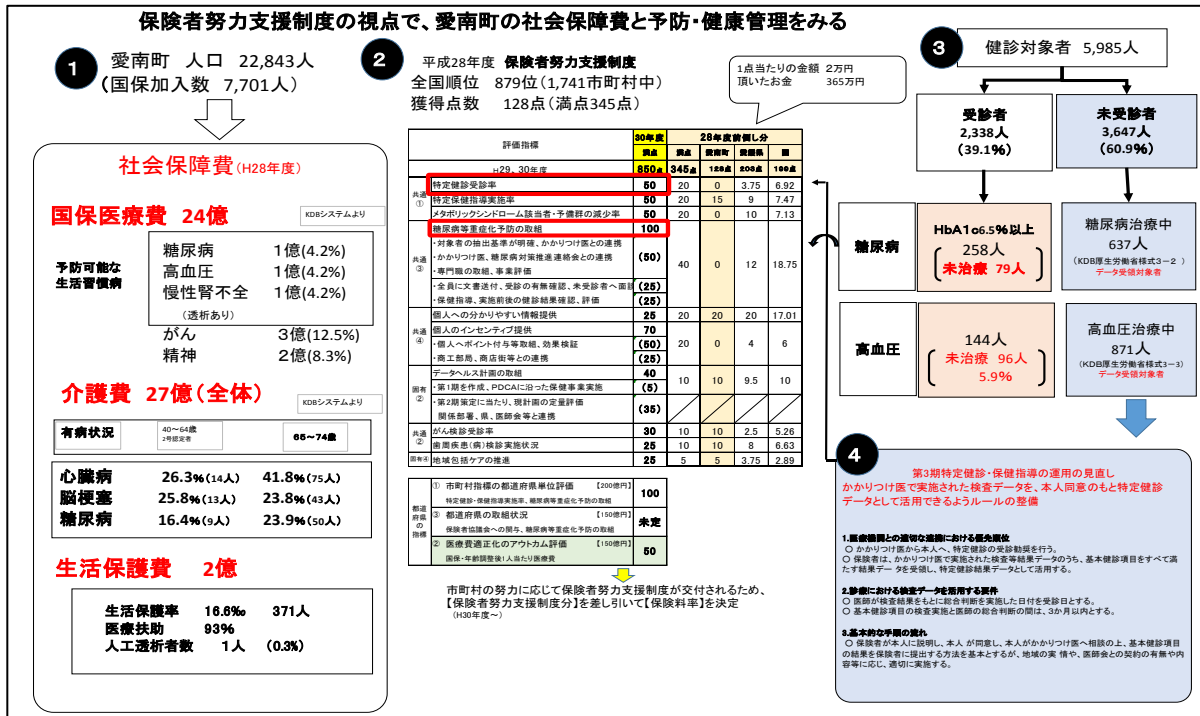 保険者努力支援制度の視点で、愛南町の社会保障費と予防・健康管理をみる
1
愛南町 人口 22,843人
(国保加入数 7,701人)
社会保障費(H28年度)
国保医療費 24億
KDBシステムより
予防可能な
生活習慣病
糖尿病 1億(4.2%)
高血圧 1億(4.2%)
慢性腎不全 1億(4.2%)
(透析あり)
がん 3億(12.5%)
精神 2億(8.3%)
介護費 27億(全体)
KDBシステムより
有病状況 40~64歳 65~74歳
2号認定者
心臓病 26.3%(14人) 41.8%(75人)
脳梗塞 25.8%(13人) 23.8%(43人)
糖尿病 16.4%(9人) 23.9%(50人)
生活保護費 2億
生活保護率 16.6‰ 371人
医療扶助 93%
人工透析者数 1人 (0.3%)
2
平成28年度 保険者努力支援制度
全国順位 879位(1,741市町村中)
獲得点数 128点(満点345点)
1点当たりの金額 2万円
頂いたお金 365万円
評価指標 30年度 28年度前倒し分
満点 満点 愛南町 愛媛県 国
H29、30年度 850点 345点 128点 203点 199点
共通① 特定健診受診率 50 20 0 3.75 6.92
特定保健指導実施率 50 20 15 9 7.47
メタボリックシンドローム該当者・予備群の減少率 50 20 0 10 7.13
共通③ 糖尿病等重症化予防の取組 100 40 0 12 18.75
・対象者の抽出基準が明確、かかりつけ医との連携
・かかりつけ医、糖尿病対策推進連絡会との連携 (50)
・専門職の取組、事業評価
・全員に文書送付、受診の有無確認、未受診者へ面談 (25)
・保健指導、実施前後の健診結果確認、評価 (25)
共通④ 個人への分かりやすい情報提供 25 20 20 20 17.01
個人のインセンティブ提供 70 20 0 4 6
・個人へポイント付与等取組、効果検証 (50)
・商工部局、商店街等との連携 (25)
固有② データヘルス計画の取組 40 10 10 9.5 10
・第1期を作成、PDCAに沿った保健事業実施 (5)
・第2期策定に当たり、現計画の定量評価 (35)
関係部署、県、医師会等と連携
共通② がん検診受診率 30 10 10 2.5 5.26
歯周疾患(病)検診実施状況 25 10 10 8 6.63
固有④ 地域包括ケアの推進 25 5 5 3.75 2.89
都道府県の指標
① 市町村指標の都道府県単位評価 【200億円】 100
特定健診・保健指導実施率、糖尿病等重症化予防の取組
③ 都道府県の取組状況 【150億円】 未定
保険者協議会への関与、糖尿病等重症化予防の取組
② 医療費適正化のアウトカム評価 【150億円】 50
国保・年齢調整後1人当たり医療費
市町村の努力に応じて保険者努力支援制度が交付されるため、
【保険者努力支援制度分】を差し引いて【保険料率】を決定
(H30年度~)
3
健診対象者 5,985人
受診者
2,338人
(39.1%)
未受診者
3,647人
(60.9%)
糖尿病
HbA1c6.5%以上
258人
未治療 79人
糖尿病治療中
637人
(KDB厚生労働省様式3-2 )
データ受領対象者
高血圧
144人
未治療 96人
5.9%
高血圧治療中
871人
(KDB厚生労働省様式3-3)
データ受領対象者
4
第3期特定健診・保健指導の運用の見直し
かかりつけ医で実施された検査データを、本人同意のもと特定健診
データとして活用できるようルールの整備
1.医療機関との適切な連携における優先順位
○ かかりつけ医から本人へ、特定健診の受診勧奨を行う。
○ 保険者は、かかりつけ医で実施された検査等結果データのうち、基本健診項目をすべて満
たす結果デー タを受領し、特定健診結果データとして活用する。
2.診療における検査データを活用する要件
○ 医師が検査結果をもとに総合判断を実施した日付を受診日とする。
○ 基本健診項目の検査実施と医師の総合判断の間は、3か月以内とする。
3.基本的な手順の流れ
○ 保険者が本人に説明し、本人 が同意し、本人がかかりつけ医へ相談の上、基本健診項目
の結果を保険者に提出する方法を基本とするが、地域の実 情や、医師会との契約の有無や内
容等に応じ、適切に実施する。